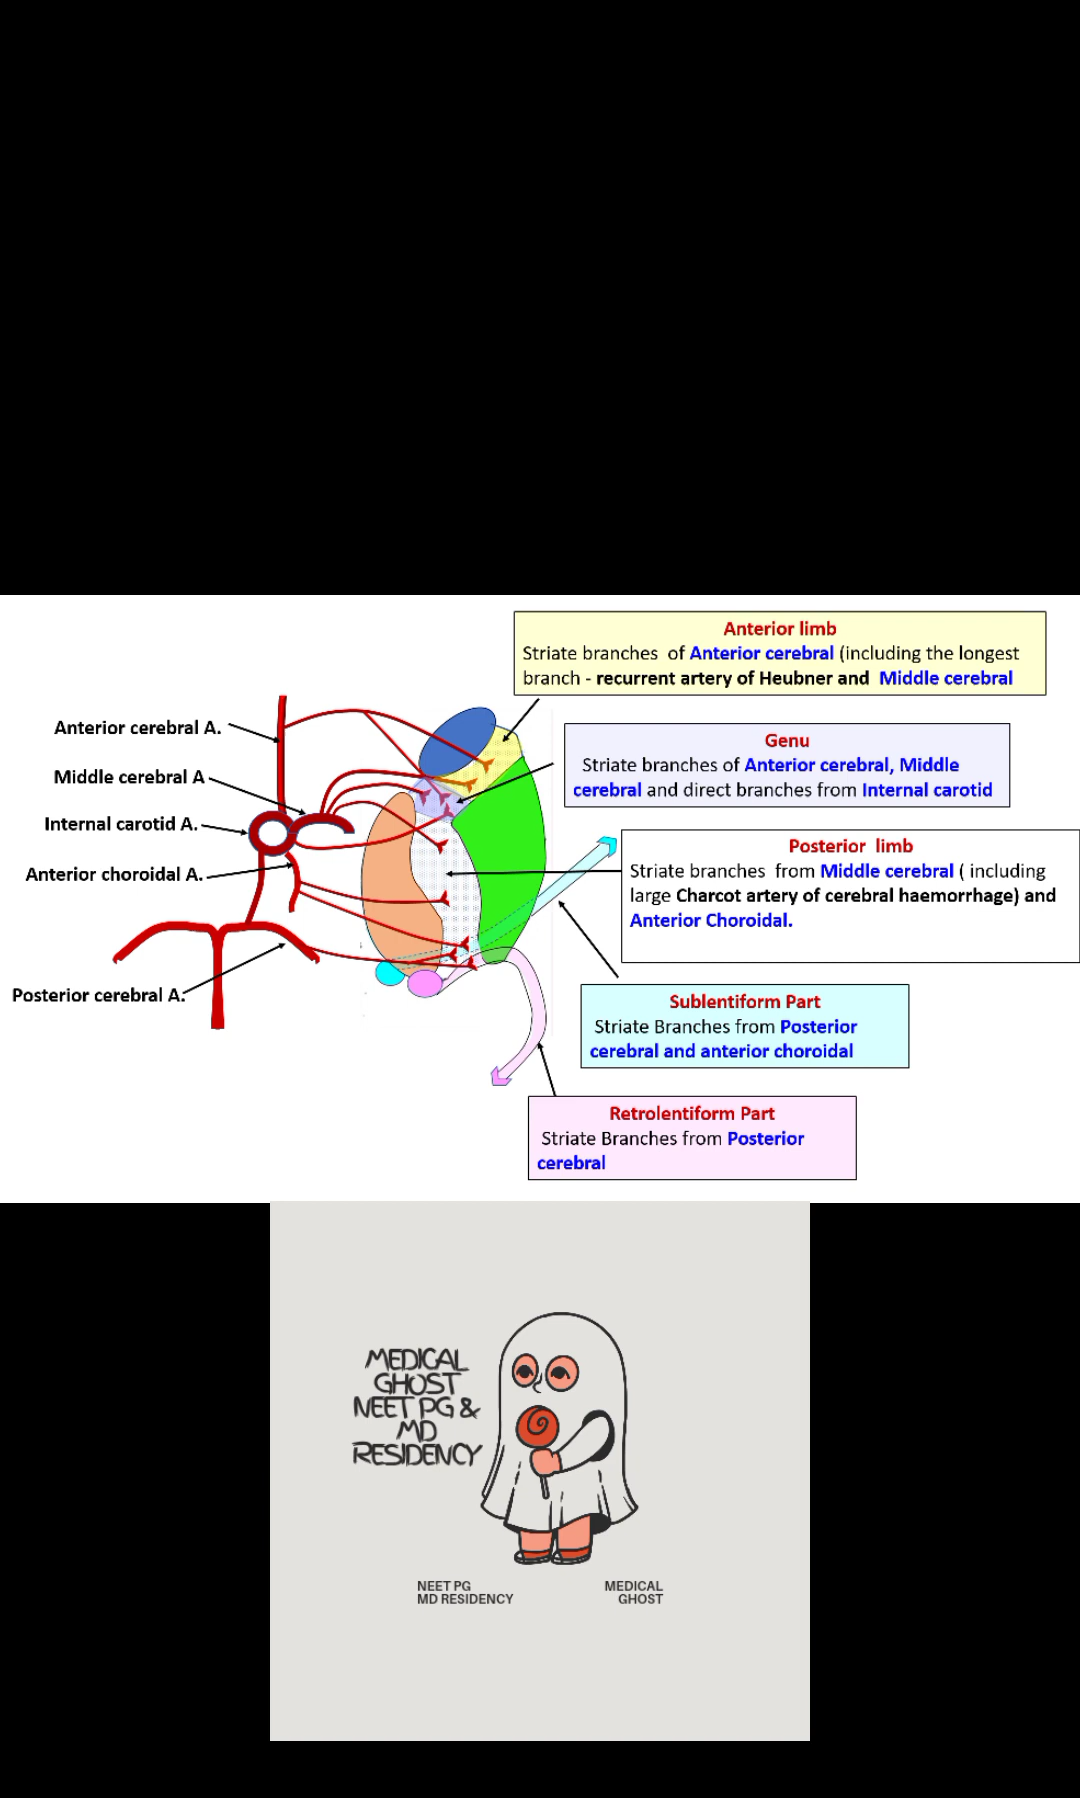 Anterior limb
Striate branches of Anterior cerebral (including the longest
branch - recurrent artery of Heubner and Middle cerebral
Anterior cerebral A.
Genu
Striate branches of Anterior cerebral, Middle
cerebral and direct branches from Internal carotid
Middle cerebral A
Internal carotid A.
Posterior limb
Striate branches from Middle cerebral ( including
large Charcot artery of cerebral haemorrhage) and
Anterior Choroidal.
Anterior choroidal A.
Posterior cerebral A.
Sublentiform Part
Striate Branches from Posterior
cerebral and anterior choroidal
Retrolentiform Part
Striate Branches from Posterior
cerebral
MEDICAL
GHOST
NEET PG &
MD
RESIDENCY
NEET PG
MD RESIDENCY
MEDICAL
GHOST